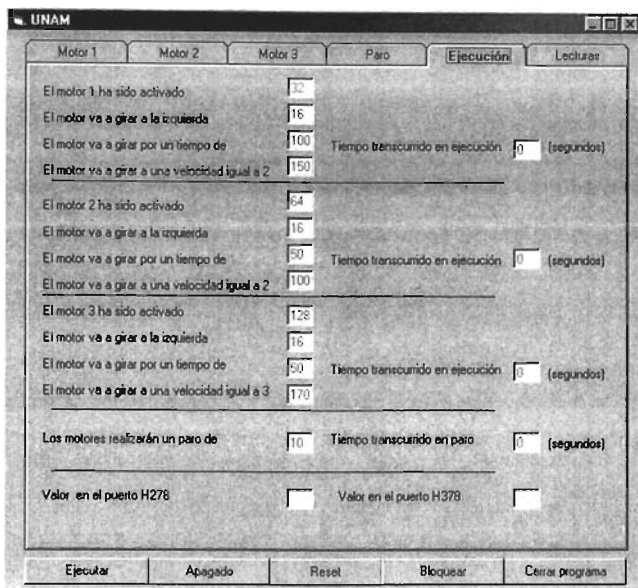 UNAM
Motor 1 Motor 2 Motor 3 Paro Ejecución Lecturas
El motor 1 ha sido activado 32
El motor va a girar a la izquierda 16
El motor va a girar por un tiempo de 100 Tiempo transcurrido en ejecución 0 (segundos)
El motor va a girar a una velocidad igual a 2 150
El motor 2 ha sido activado 64
El motor va a girar a la izquierda 16
El motor va a girar por un tiempo de 50 Tiempo transcurrido en ejecución 0 (segundos)
El motor va a girar a una velocidad igual a 2 100
El motor 3 ha sido activado 128
El motor va a girar a la izquierda 16
El motor va a girar por un tiempo de 50 Tiempo transcurrido en ejecución 0 (segundos)
El motor va a girar a una velocidad igual a 3 170
Los motores realizarán un paro de 10 Tiempo transcurrido en paro 0 (segundos)
Valor en el puerto H278 Valor en el puerto H378
Ejecutar Apagado Reset Bloquear Cerrar programa